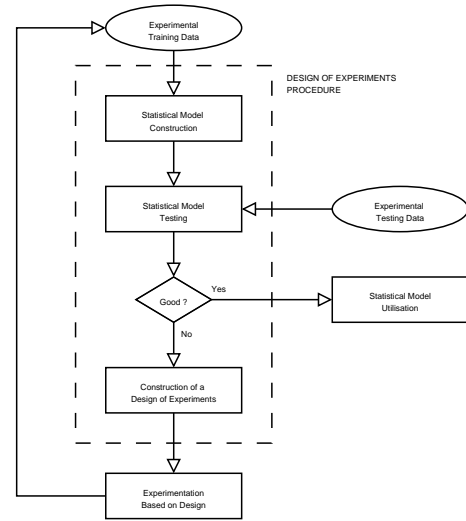 Experimental
Training Data
DESIGN OF EXPERIMENTS
PROCEDURE
Statistical Model
Construction
Statistical Model
Testing
Experimental
Testing Data
Good ?
Yes
Statistical Model
Utilisation
No
Construction of a
Design of Experiments
Experimentation
Based on Design